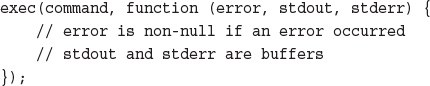 exec(command, function (error, stdout, stderr) {
    // error is non-null if an error occurred
    // stdout and stderr are buffers
});